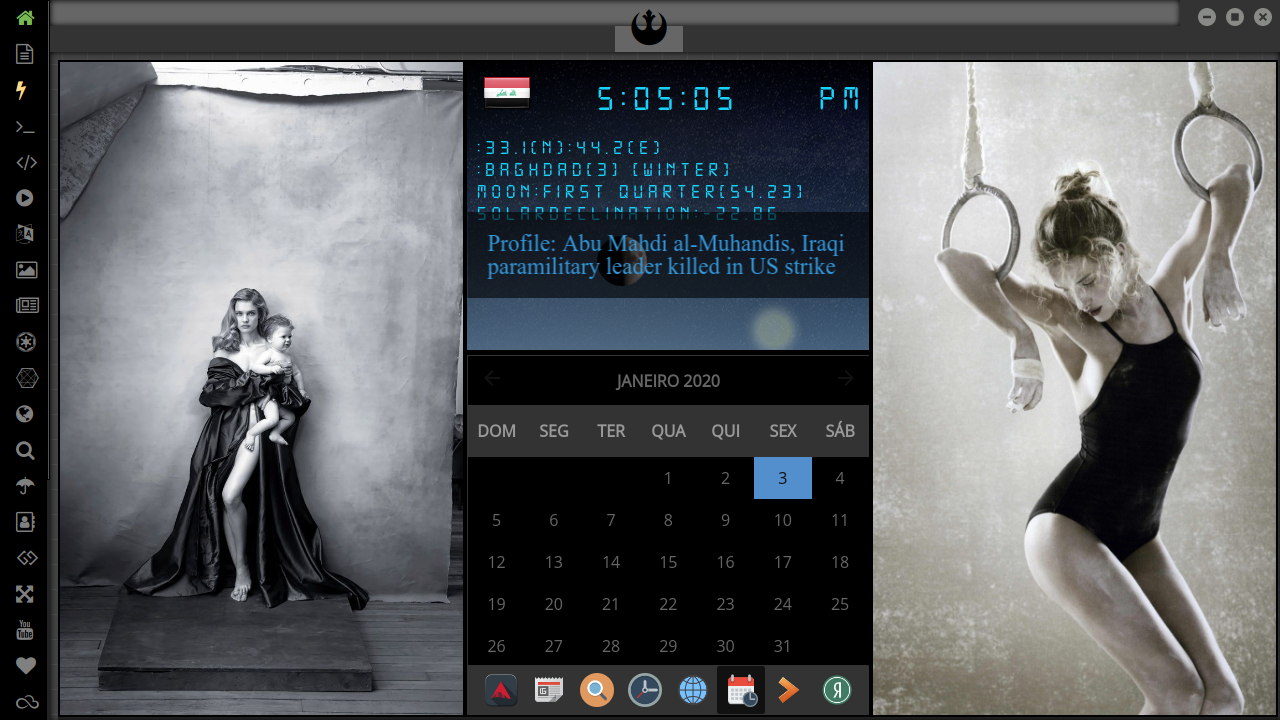 5:05:05 PM
:33.1(N):44.2(E)
:BAGHDAD(3) (WINTER)
MOON:FIRST QUARTER(54.23)
SOLARDECLINATION:-22.86
Profile: Abu Mahdi al-Muhandis, Iraqi
paramilitary leader killed in US strike
JANEIRO 2020
DOM SEG TER QUA QUI SEX SÁB
1 2 3 4
5 6 7 8 9 10 11
12 13 14 15 16 17 18
19 20 21 22 23 24 25
26 27 28 29 30 31
You
Tube
Я